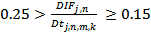 0.25 > DIF_{j,n} / Dt_{j,n,m,k} ≥ 0.15